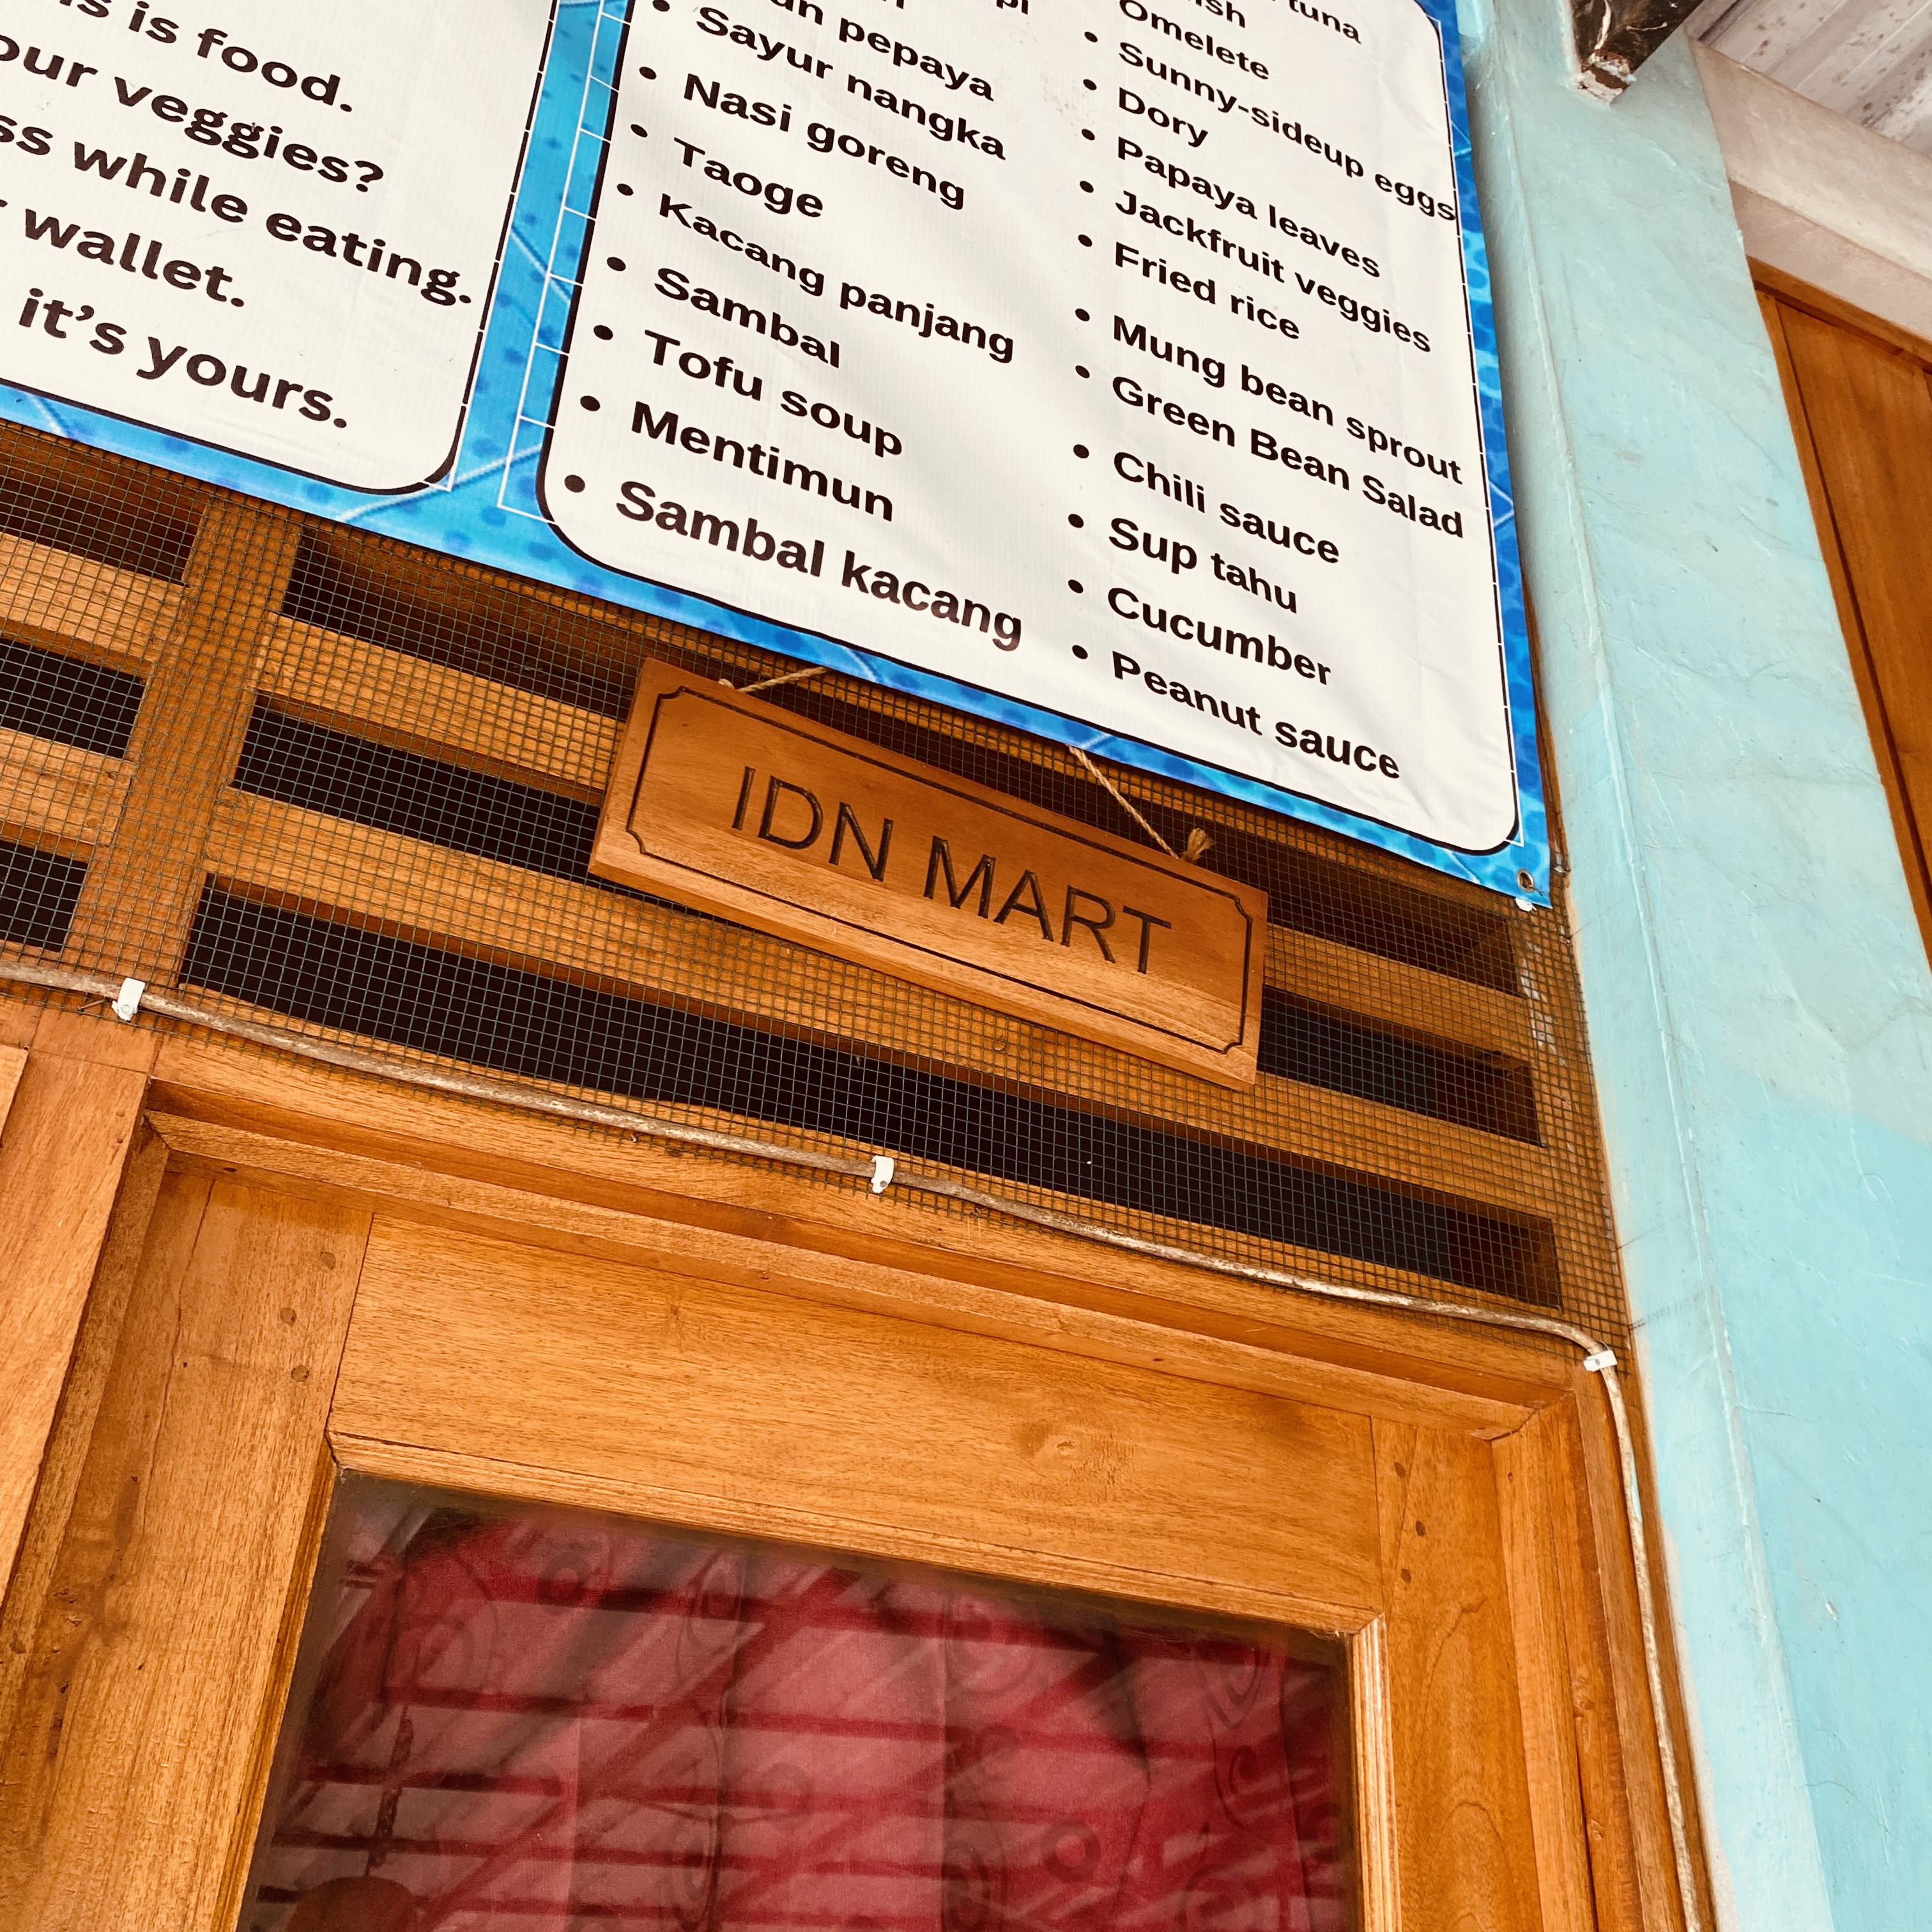 is food.
our veggies?
while eating.
wallet.
it's yours.
pepaya
• Sayur nangka
• Nasi goreng
• Taoge
• Kacang panjang
• Sambal
• Tofu soup
• Mentimun
• Sambal kacang
tuna
Omelete
• Sunny-sideup eggs
• Dory
• Papaya leaves
• Jackfruit veggies
• Fried rice
• Mung bean sprout
• Green Bean Salad
• Chili sauce
• Sup tahu
• Cucumber
• Peanut sauce
IDN MART